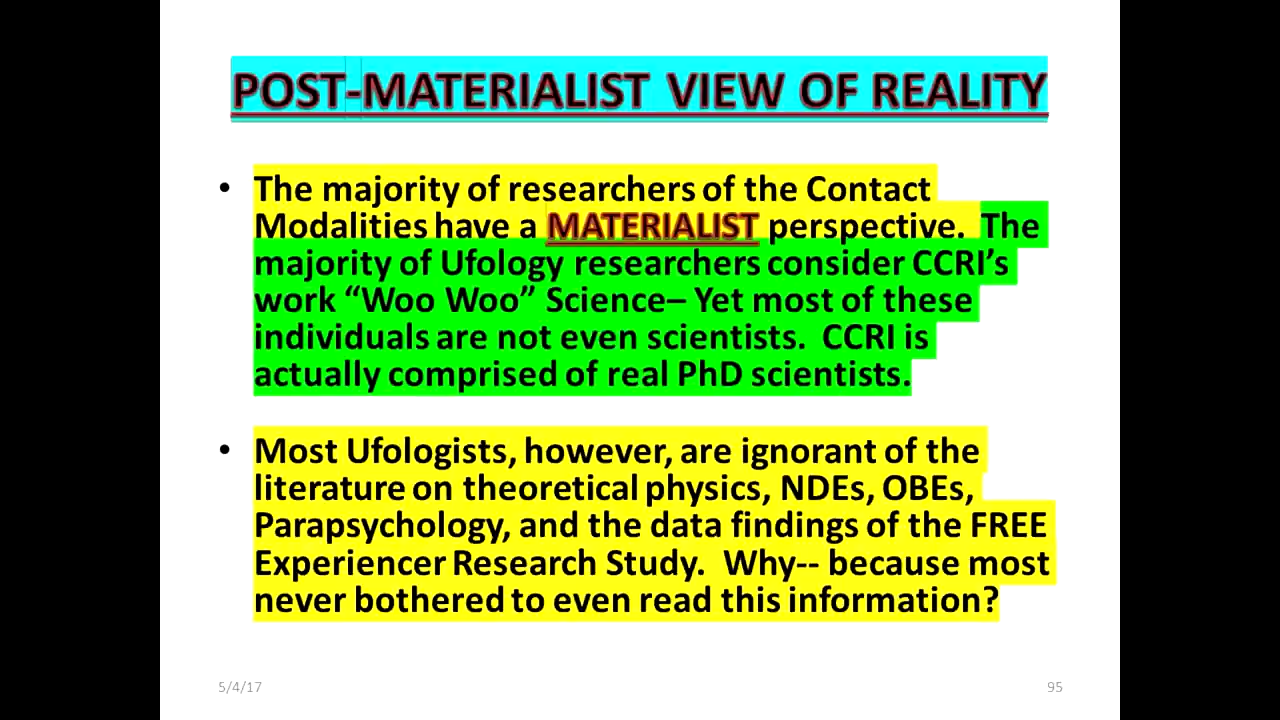 POST-MATERIALIST VIEW OF REALITY
• The majority of researchers of the Contact
Modalities have a MATERIALIST perspective. The
majority of Ufology researchers consider CCRI’s
work “Woo Woo” Science– Yet most of these
individuals are not even scientists. CCRI is
actually comprised of real PhD scientists.
• Most Ufologists, however, are ignorant of the
literature on theoretical physics, NDEs, OBEs,
Parapsychology, and the data findings of the FREE
Experiencer Research Study. Why-- because most
never bothered to even read this information?
5/4/17
95